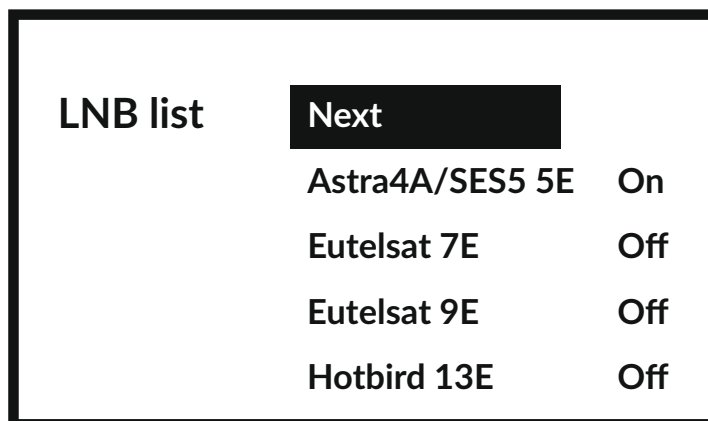 LNB list Next
Astra4A/SES5 5E On
Eutelsat 7E Off
Eutelsat 9E Off
Hotbird 13E Off